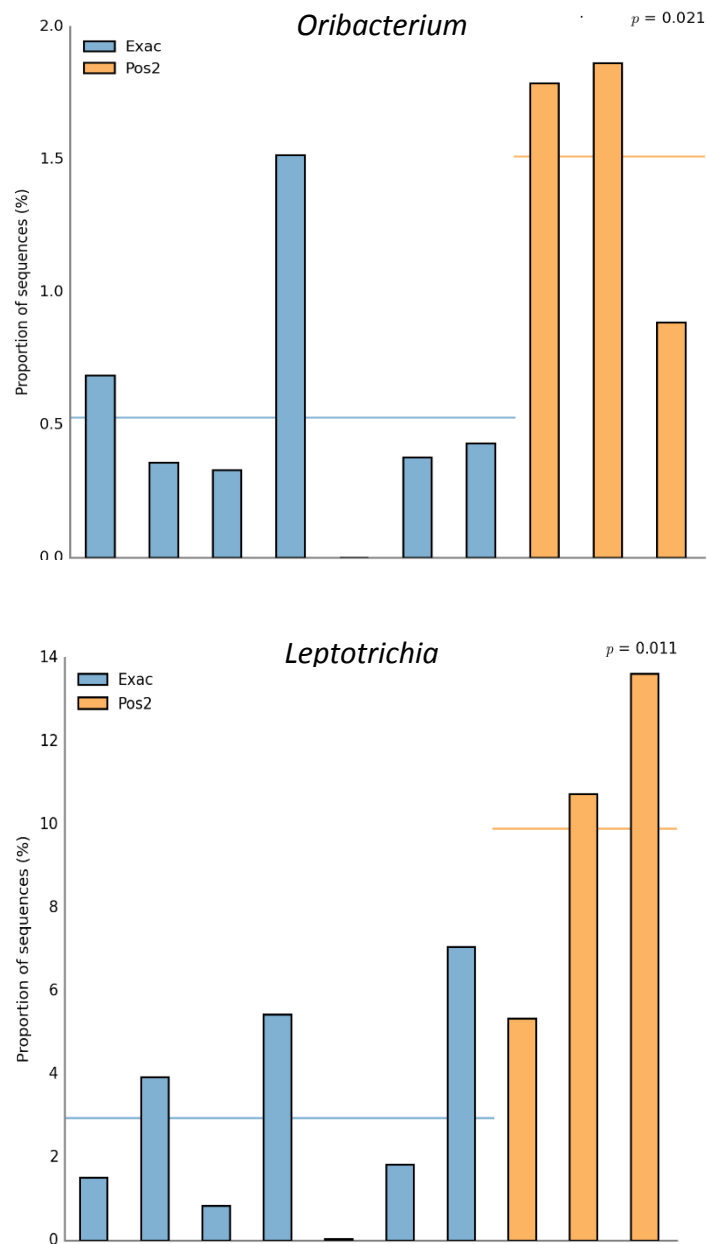 Oribacterium
p = 0.021
2.0
Exac
Pos2
1.5
1.0
0.5
0.0
Proportion of sequences (%)
Leptotrichia
p = 0.011
14
Exac
Pos2
12
10
8
6
4
2
0
Proportion of sequences (%)